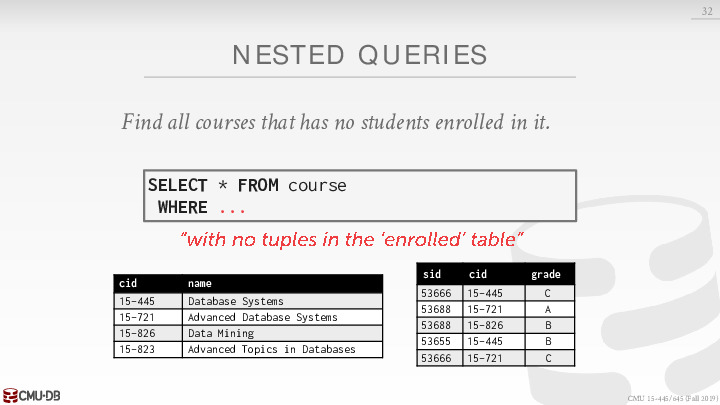 32
NESTED QUERIES
Find all courses that has no students enrolled in it.
SELECT * FROM course
WHERE ...
"with no tuples in the 'enrolled' table"
cid name
15-445 Database Systems
15-721 Advanced Database Systems
15-826 Data Mining
15-823 Advanced Topics in Databases
sid cid grade
53666 15-445 C
53688 15-721 A
53688 15-826 B
53655 15-445 B
53666 15-721 C
CMU·DB
CMU 15-445/645 (Fall 2019)